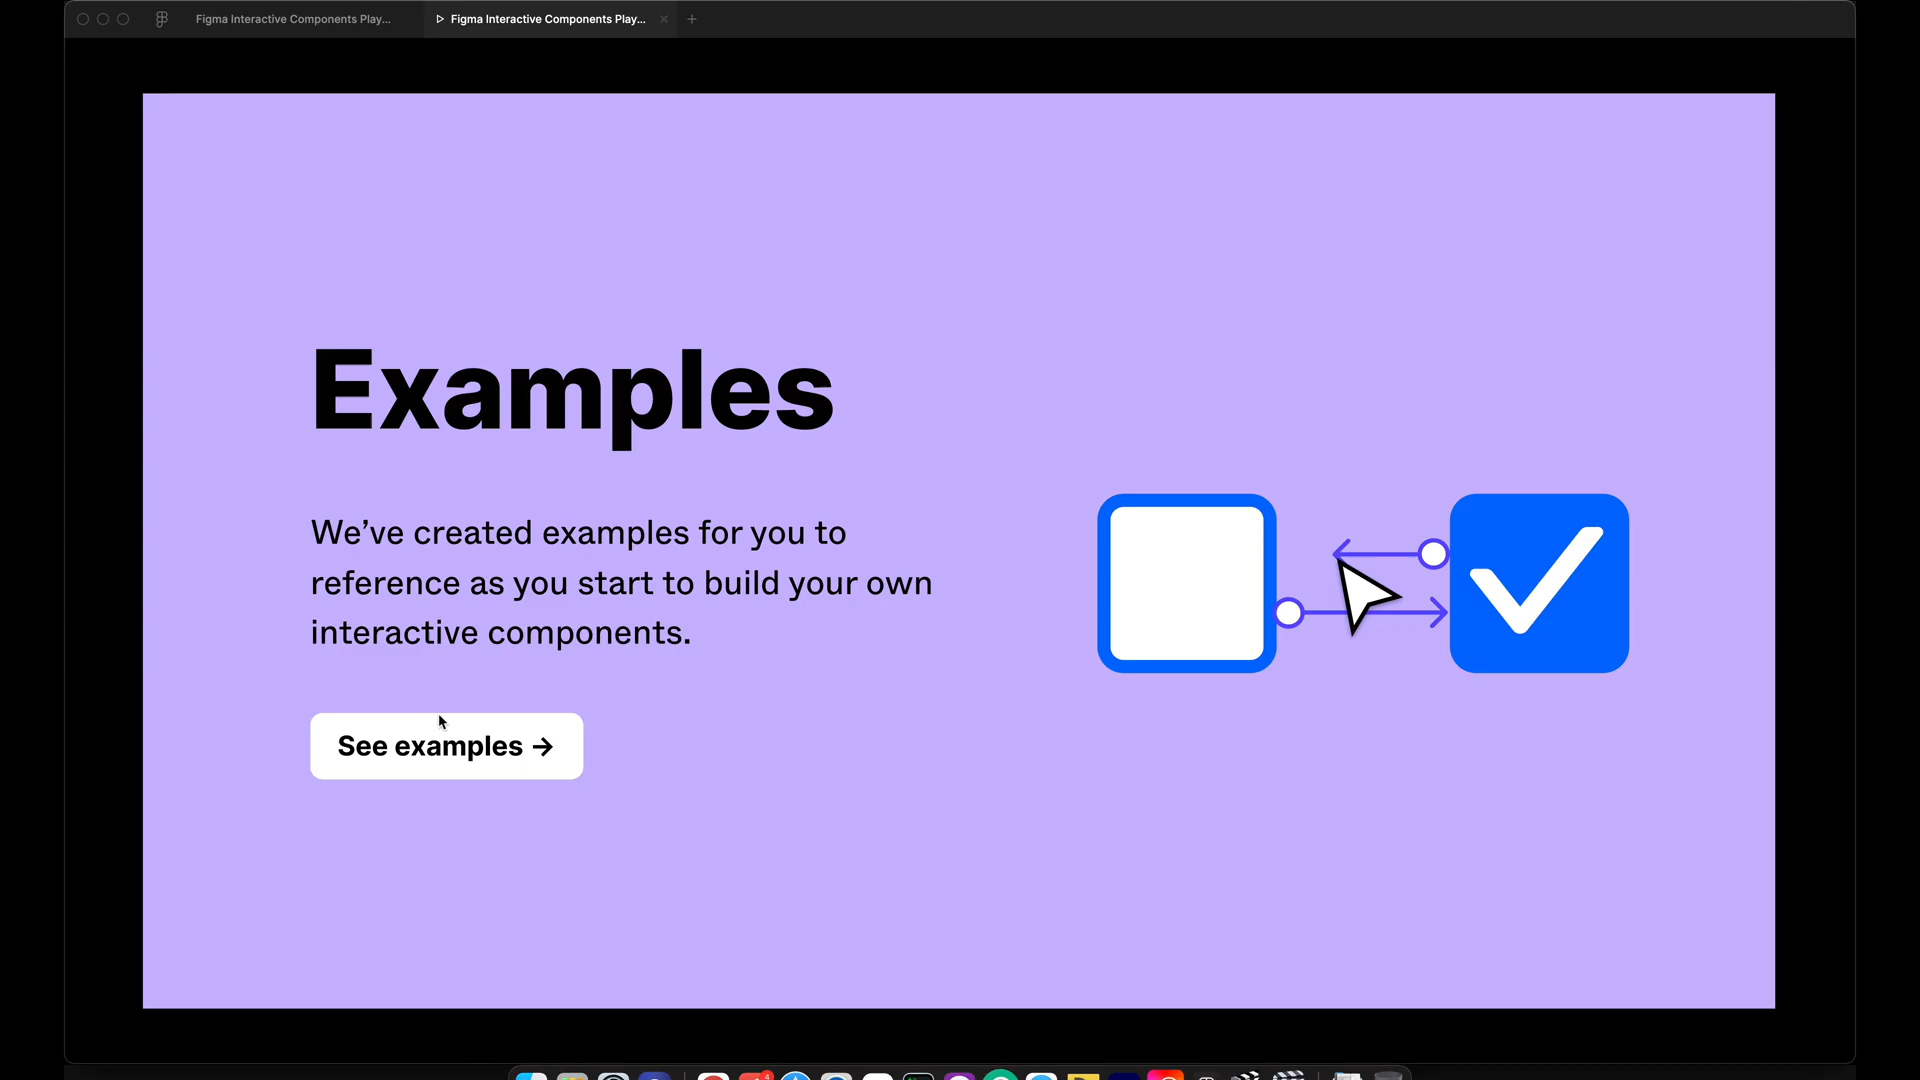 Figma Interactive Components Play...
Figma Interactive Components Play...
Examples
We’ve created examples for you to
reference as you start to build your own
interactive components.
See examples →
4